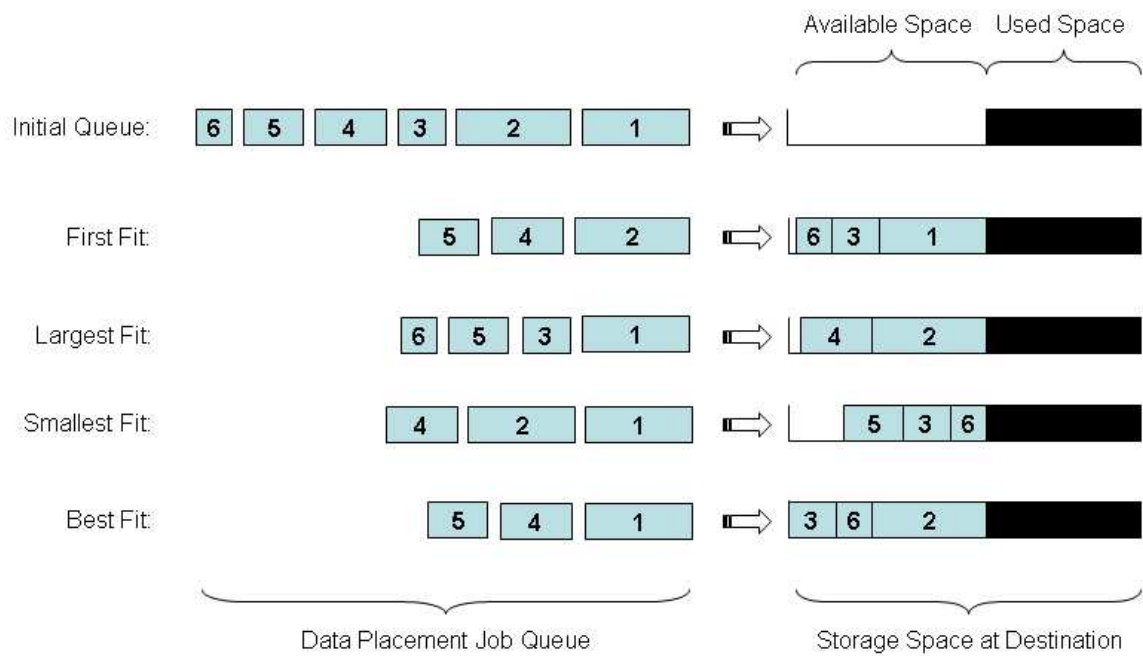 Available Space Used Space
Initial Queue: 6 5 4 3 2 1
First Fit: 5 4 2 6 3 1
Largest Fit: 6 5 3 1 4 2
Smallest Fit: 4 2 1 5 3 6
Best Fit: 5 4 1 3 6 2
Data Placement Job Queue Storage Space at Destination